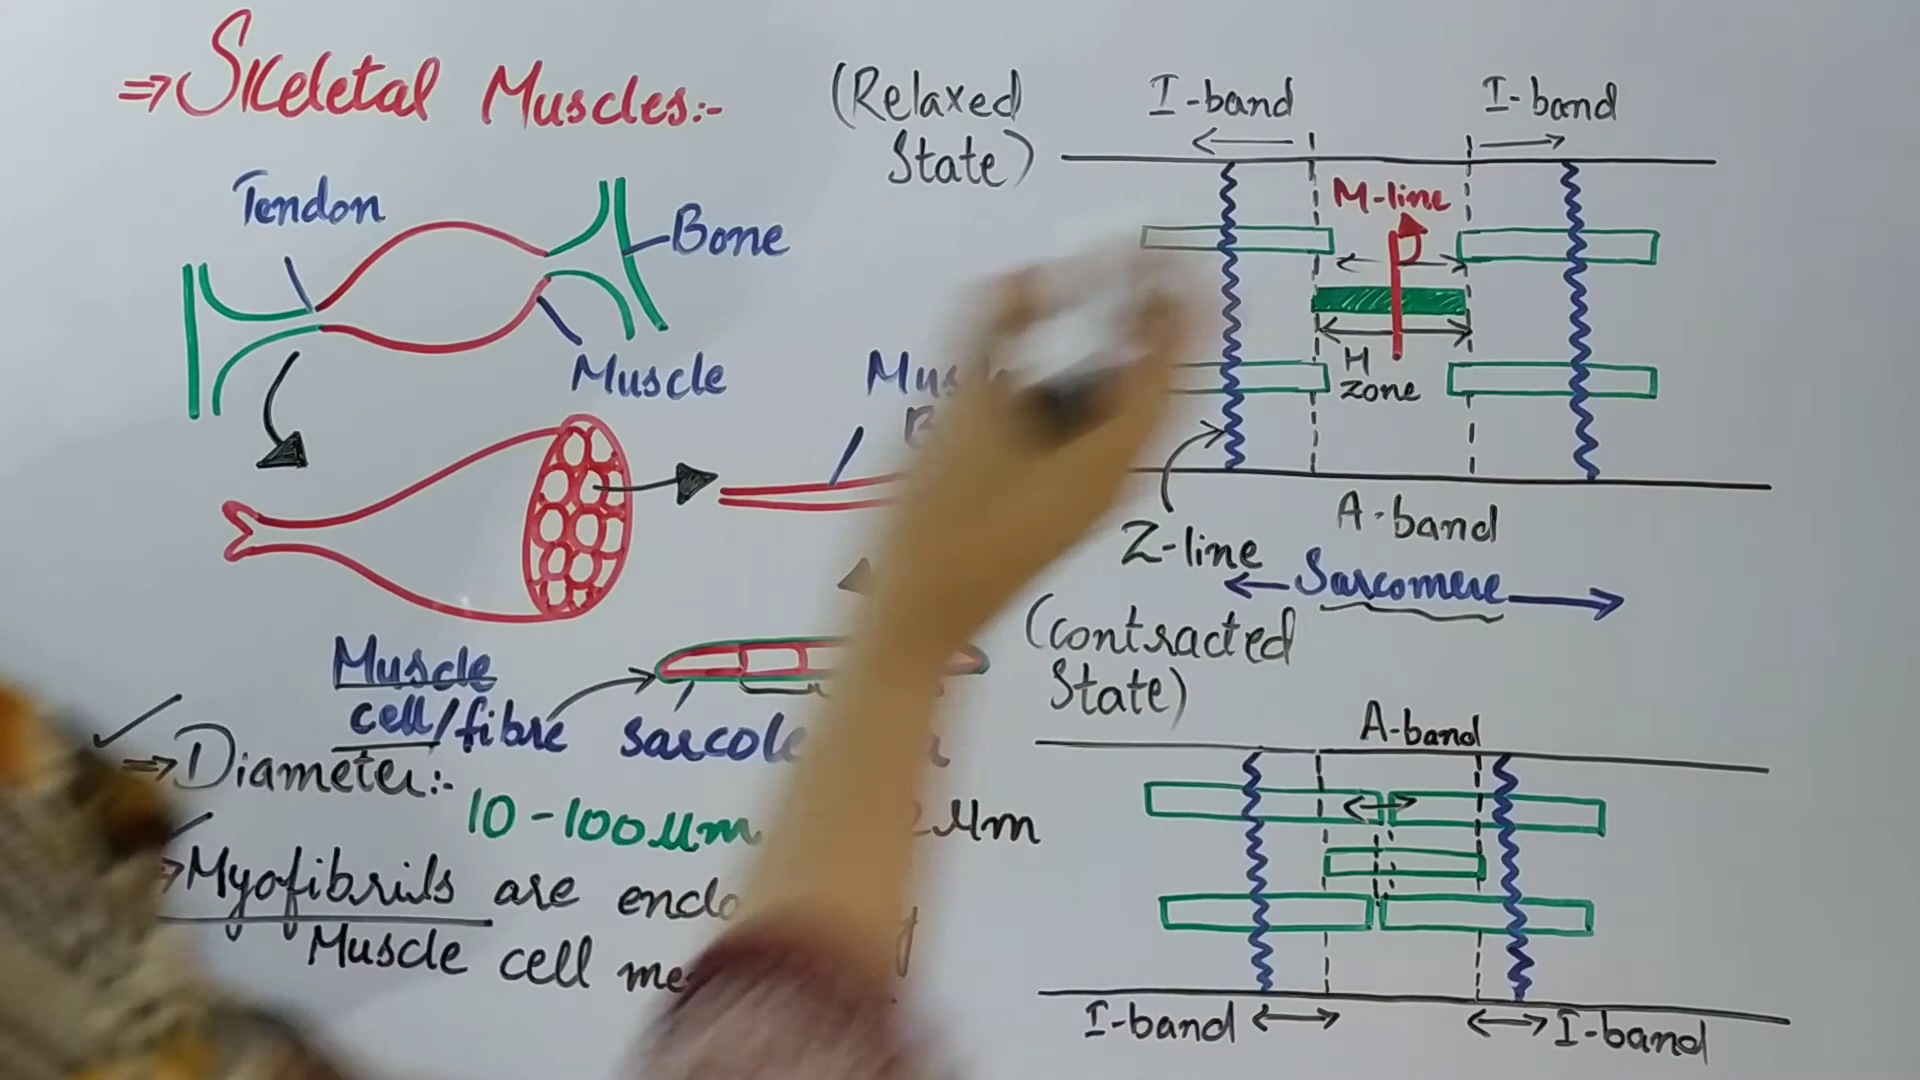 ⇒ Skeletal Muscles:-
Tendon
Bone
Muscle
Muscle
cell/fibre
⇒ Diameter:-
10-100μm
μm
⇒ Myofibrils are
Muscle cell
(Relaxed
State)
I-band
I-band
M-line
H
zone
Z-line
A-band
Sarcomere
(contracted
State)
A-band
I-band
I-band